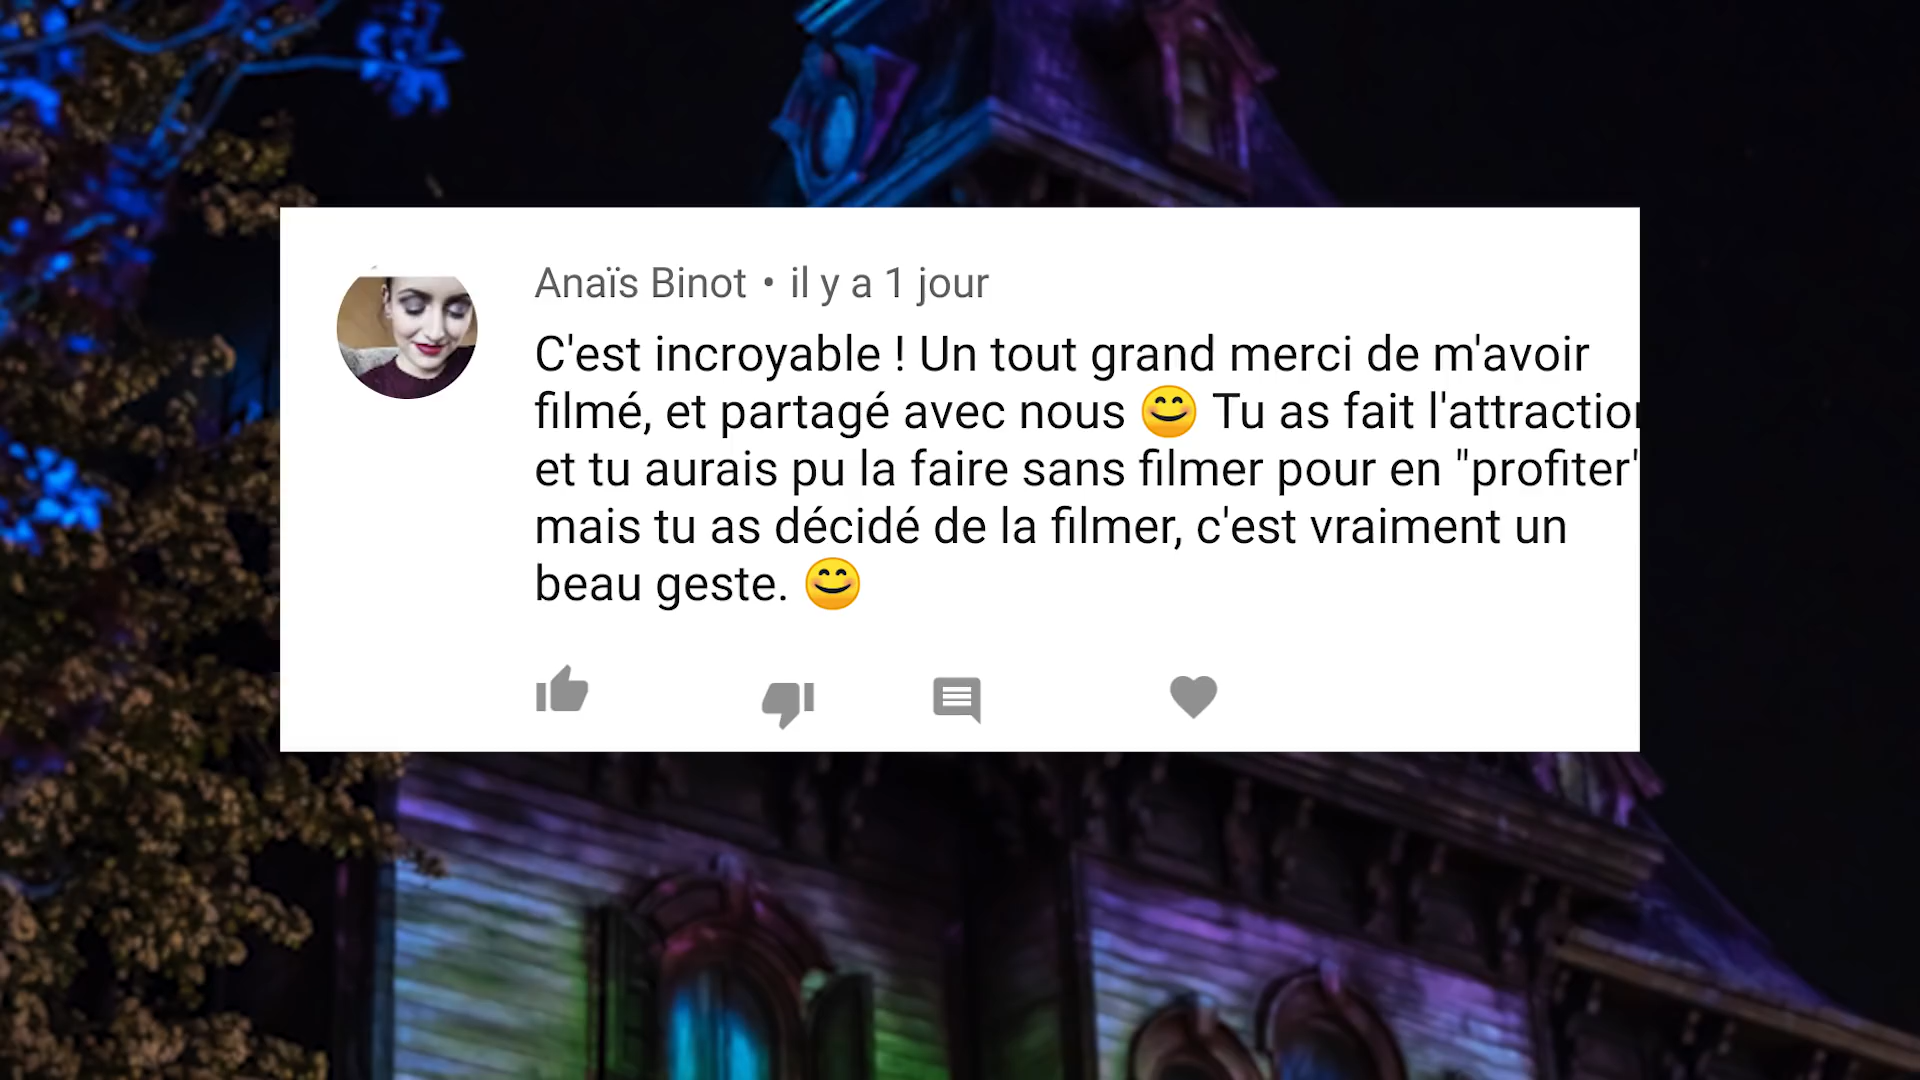 Anaïs Binot • il y a 1 jour
C'est incroyable ! Un tout grand merci de m'avoir
filmé, et partagé avec nous 😊 Tu as fait l'attraction
et tu aurais pu la faire sans filmer pour en "profiter"
mais tu as décidé de la filmer, c'est vraiment un
beau geste. 😊